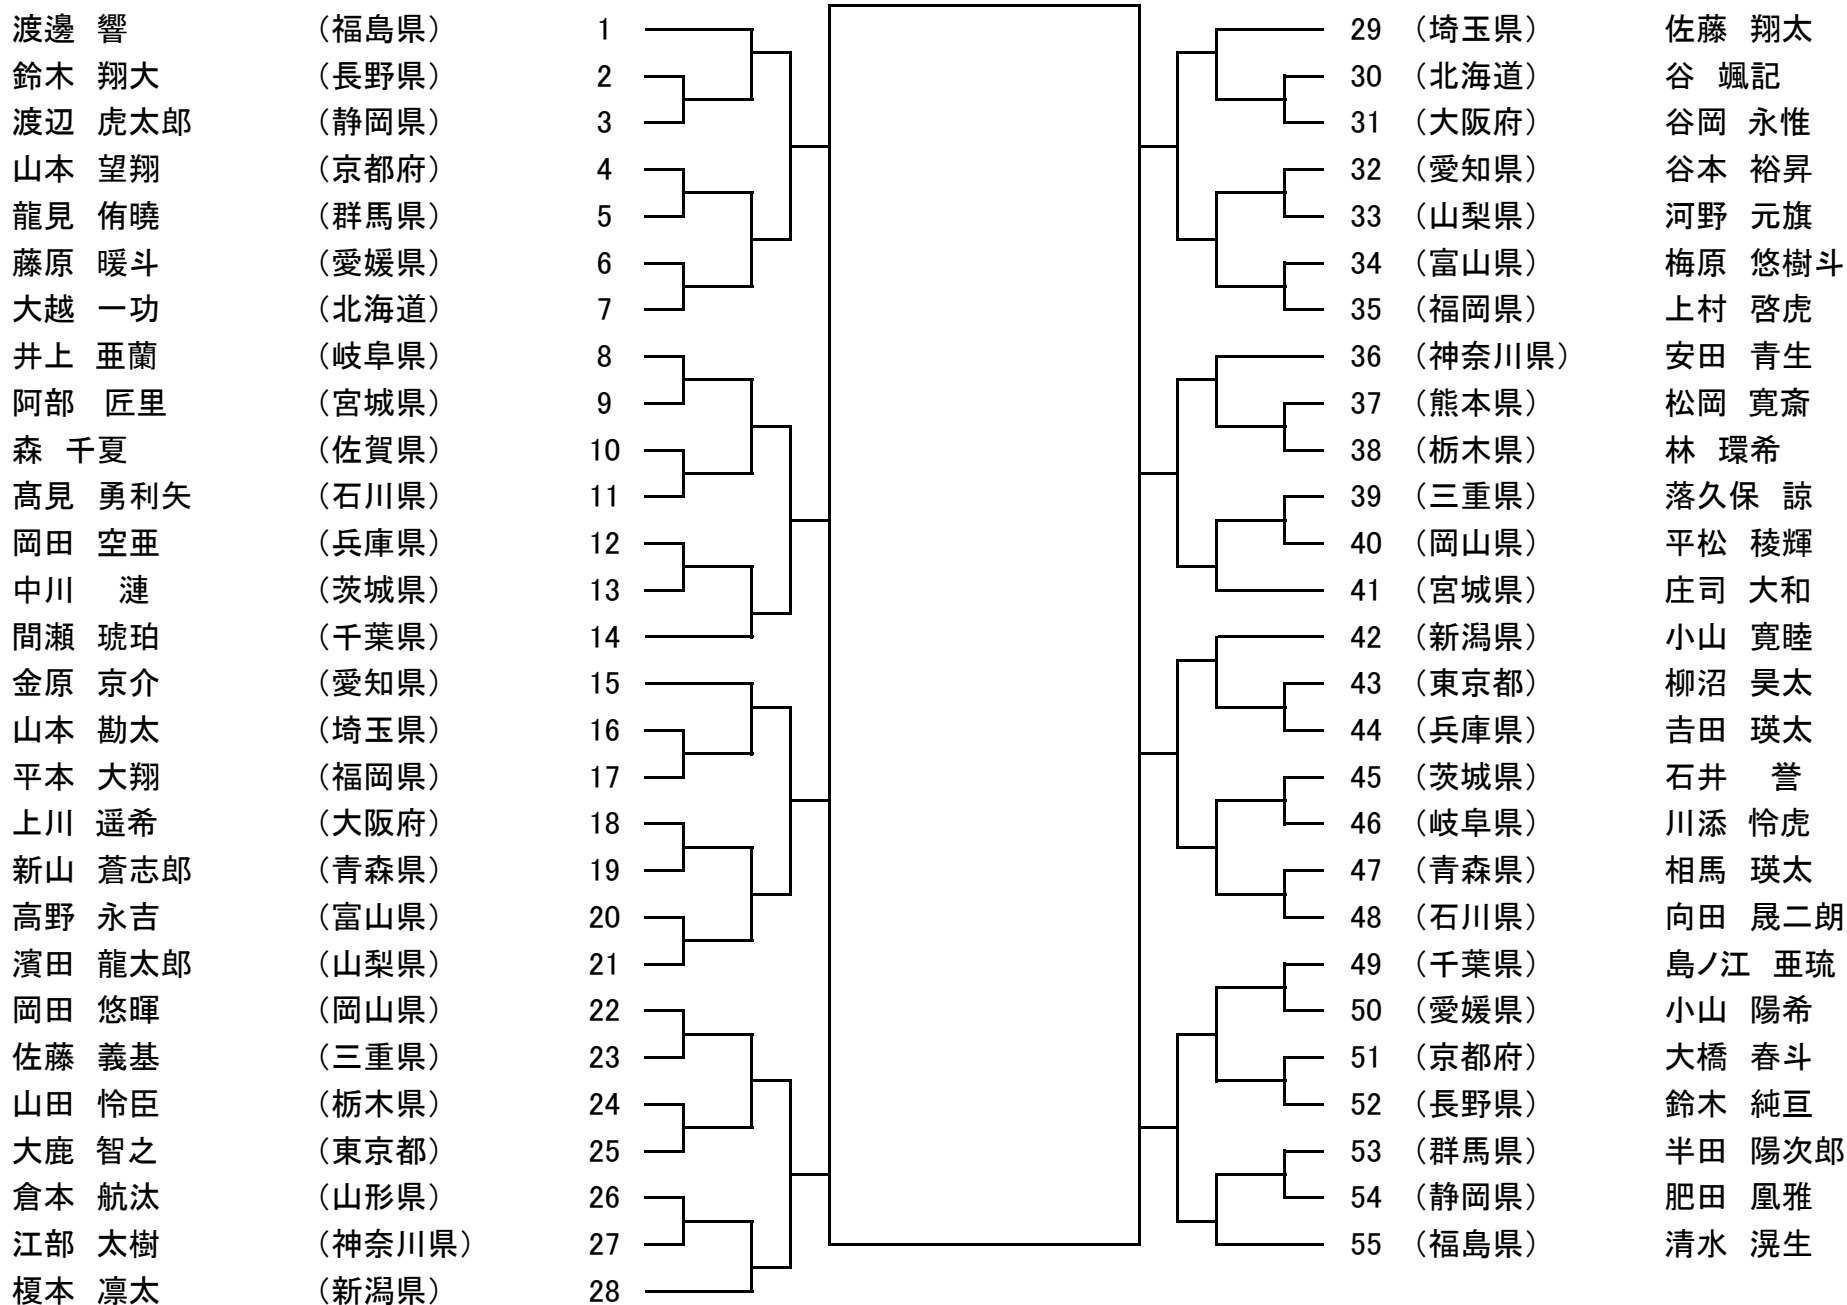 渡邊 響 （福島県） 1
鈴木 翔大 （長野県） 2
渡辺 虎太郎 （静岡県） 3
山本 望翔 （京都府） 4
龍見 侑曉 （群馬県） 5
藤原 暖斗 （愛媛県） 6
大越 一功 （北海道） 7
井上 亜蘭 （岐阜県） 8
阿部 匠里 （宮城県） 9
森 千夏 （佐賀県） 10
髙見 勇利矢 （石川県） 11
岡田 空亜 （兵庫県） 12
中川 漣 （茨城県） 13
間瀬 琥珀 （千葉県） 14
金原 京介 （愛知県） 15
山本 勘太 （埼玉県） 16
平本 大翔 （福岡県） 17
上川 遥希 （大阪府） 18
新山 蒼志郎 （青森県） 19
高野 永吉 （富山県） 20
濱田 龍太郎 （山梨県） 21
岡田 悠暉 （岡山県） 22
佐藤 義基 （三重県） 23
山田 怜臣 （栃木県） 24
大鹿 智之 （東京都） 25
倉本 航汰 （山形県） 26
江部 太樹 （神奈川県） 27
榎本 凛太 （新潟県） 28
29 （埼玉県） 佐藤 翔太
30 （北海道） 谷 颯記
31 （大阪府） 谷岡 永惟
32 （愛知県） 谷本 裕昇
33 （山梨県） 河野 元旗
34 （富山県） 梅原 悠樹斗
35 （福岡県） 上村 啓虎
36 （神奈川県） 安田 青生
37 （熊本県） 松岡 寛斎
38 （栃木県） 林 環希
39 （三重県） 落久保 諒
40 （岡山県） 平松 稜輝
41 （宮城県） 庄司 大和
42 （新潟県） 小山 寛睦
43 （東京都） 柳沼 昊太
44 （兵庫県） 𠮷田 瑛太
45 （茨城県） 石井 誉
46 （岐阜県） 川添 怜虎
47 （青森県） 相馬 瑛太
48 （石川県） 向田 晟二朗
49 （千葉県） 島ノ江 亜琉
50 （愛媛県） 小山 陽希
51 （京都府） 大橋 春斗
52 （長野県） 鈴木 純亘
53 （群馬県） 半田 陽次郎
54 （静岡県） 肥田 凰雅
55 （福島県） 清水 滉生